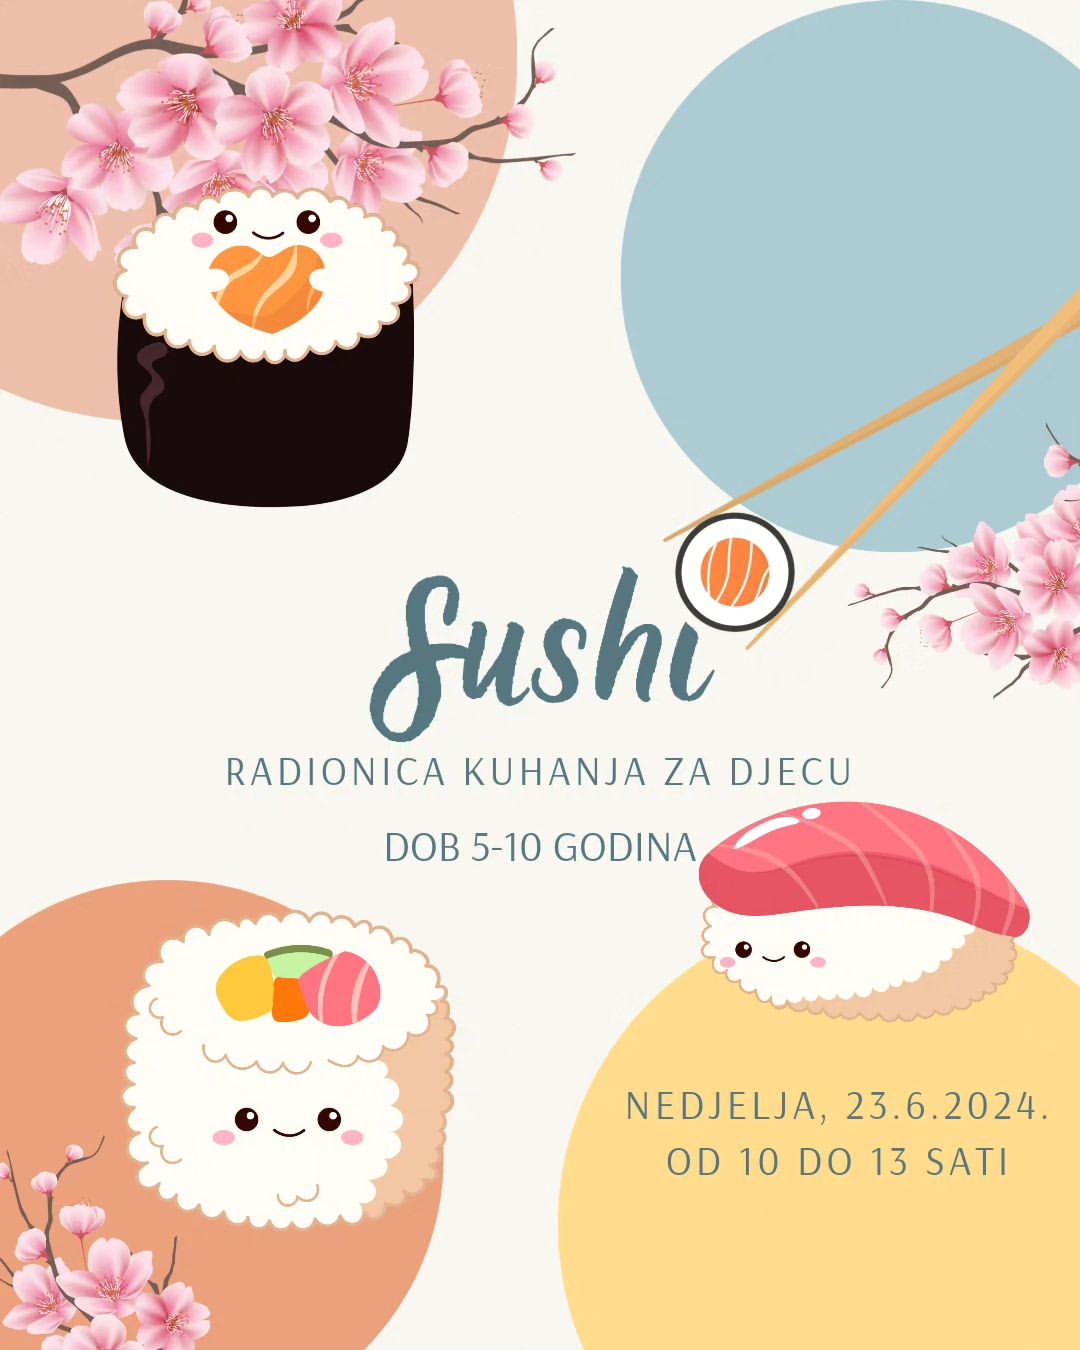 Sushi
RADIONICA KUHANJA ZA DJECU
DOB 5-10 GODINA
NEDJELJA, 23.6.2024.
OD 10 DO 13 SATI